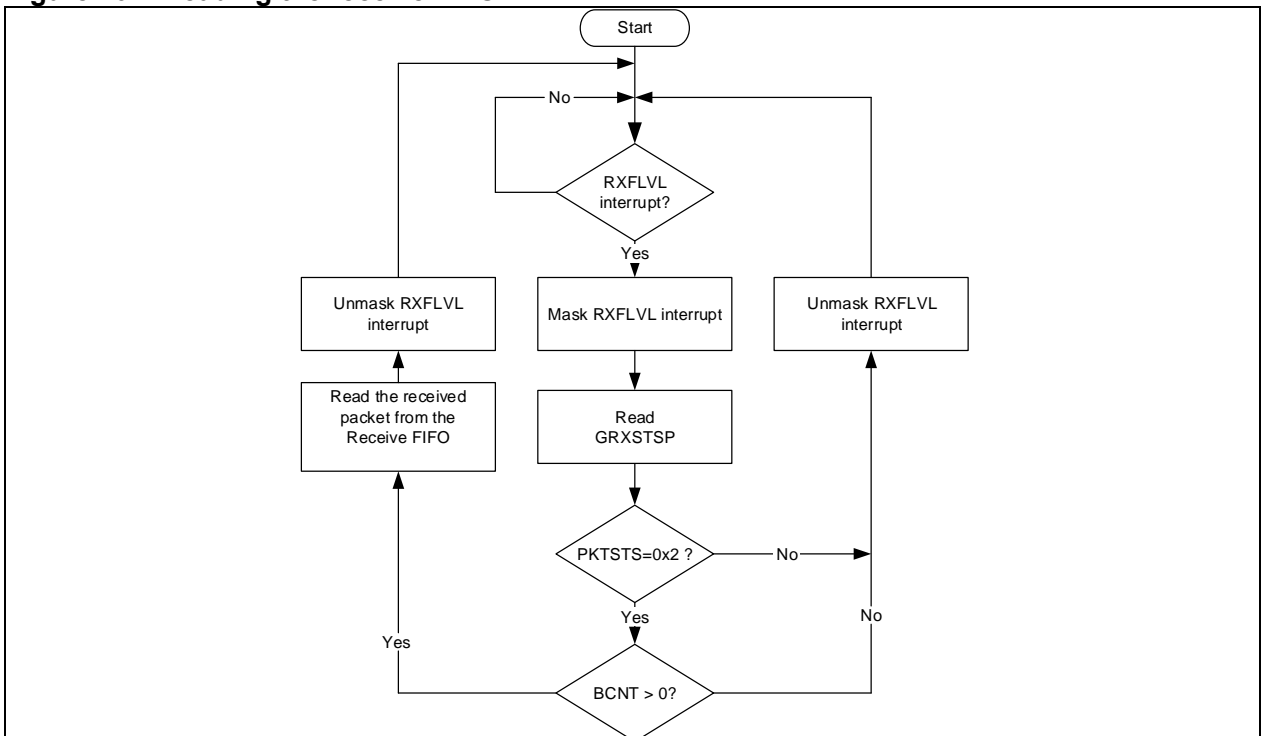 Start
No
RXFLVL
interrupt?
Yes
Unmask RXFLVL
interrupt
Mask RXFLVL interrupt
Unmask RXFLVL
interrupt
Read the received
packet from the
Receive FIFO
Read
GRXSTSP
PKTSTS=0x2 ?
No
Yes
No
Yes
BCNT > 0?